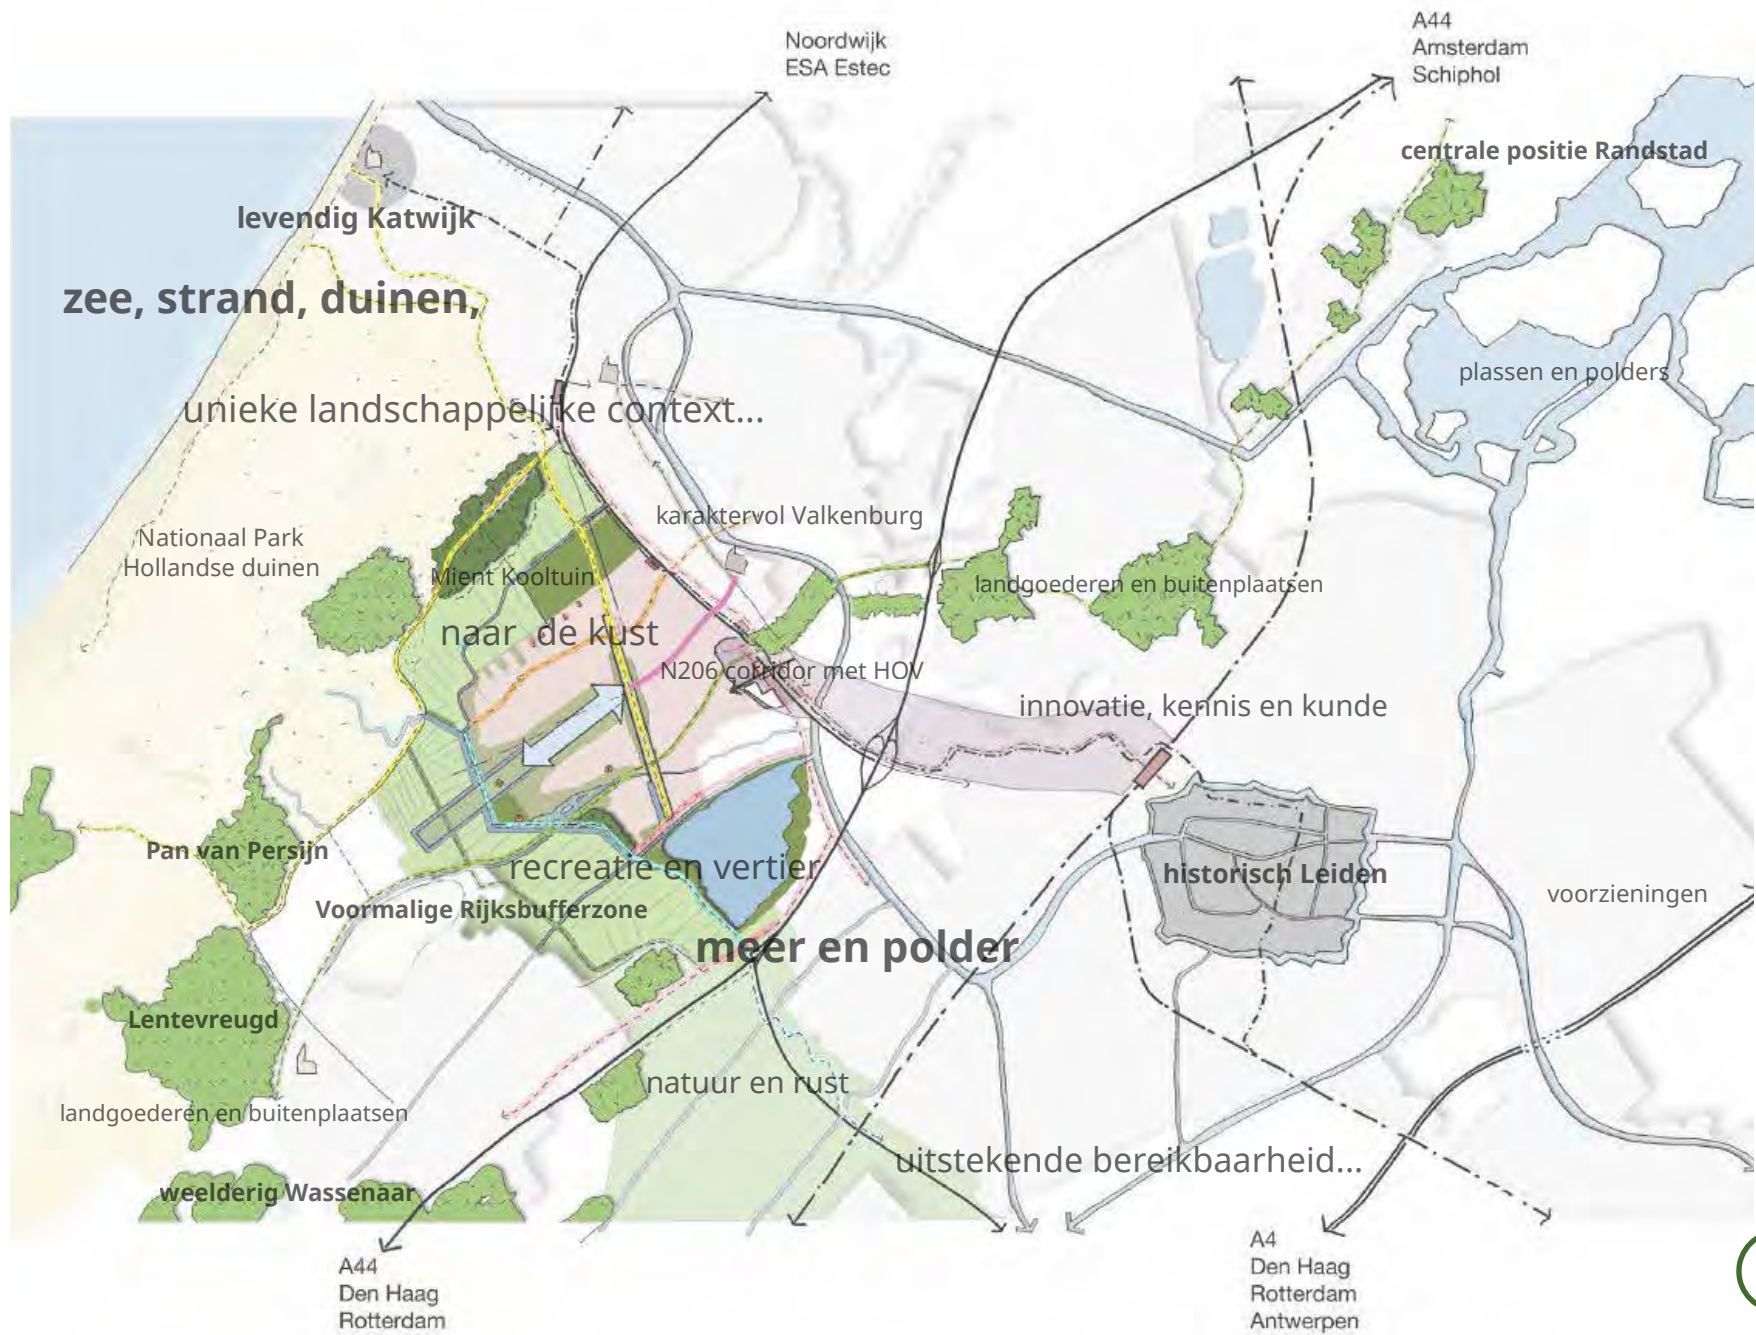 A44
Amsterdam
Schiphol
Noordwijk
ESA Estec
centrale positie Randstad
levendig Katwijk
zee, strand, duinen,
plassen en polders
unieke landschappelijke context...
karaktervol Valkenburg
Nationaal Park
Hollandse duinen
Mient Kooltuin
landgoederen en buitenplaatsen
naar de kust
N206 corridor met HOV
innovatie, kennis en kunde
Pan van Persijn
recreatie en vertier
historisch Leiden
voorzieningen
Voormalige Rijksbufferzone
meer en polder
Lentevreugd
natuur en rust
landgoederen en buitenplaatsen
uitstekende bereikbaarheid...
weelderig Wassenaar
A44
Den Haag
Rotterdam
A4
Den Haag
Rotterdam
Antwerpen